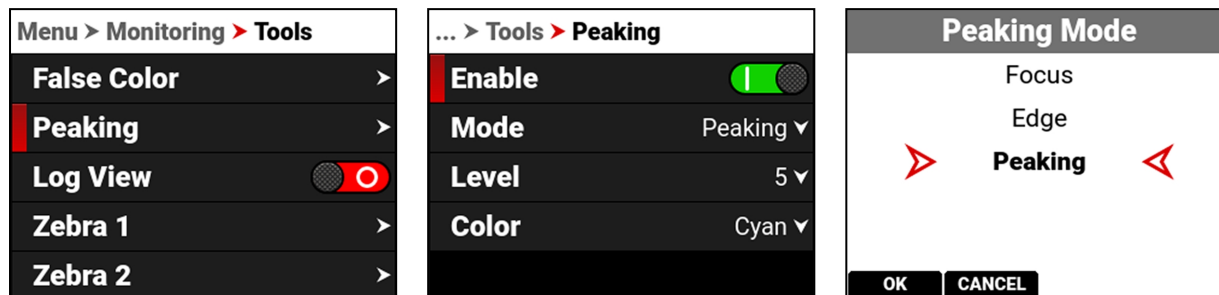 Menu > Monitoring > Tools
False Color >
Peaking >
Log View
Zebra 1 >
Zebra 2 >
... > Tools > Peaking
Enable
Mode Peaking
Level 5
Color Cyan
Peaking Mode
Focus
Edge
Peaking
OK CANCEL